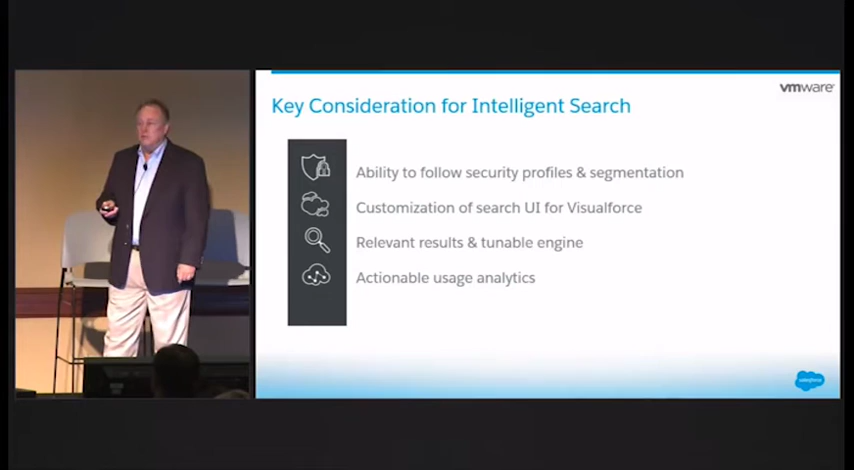 vmware
Key Consideration for Intelligent Search
Ability to follow security profiles & segmentation
Customization of search UI for Visualforce
Relevant results & tunable engine
Actionable usage analytics
salesforce